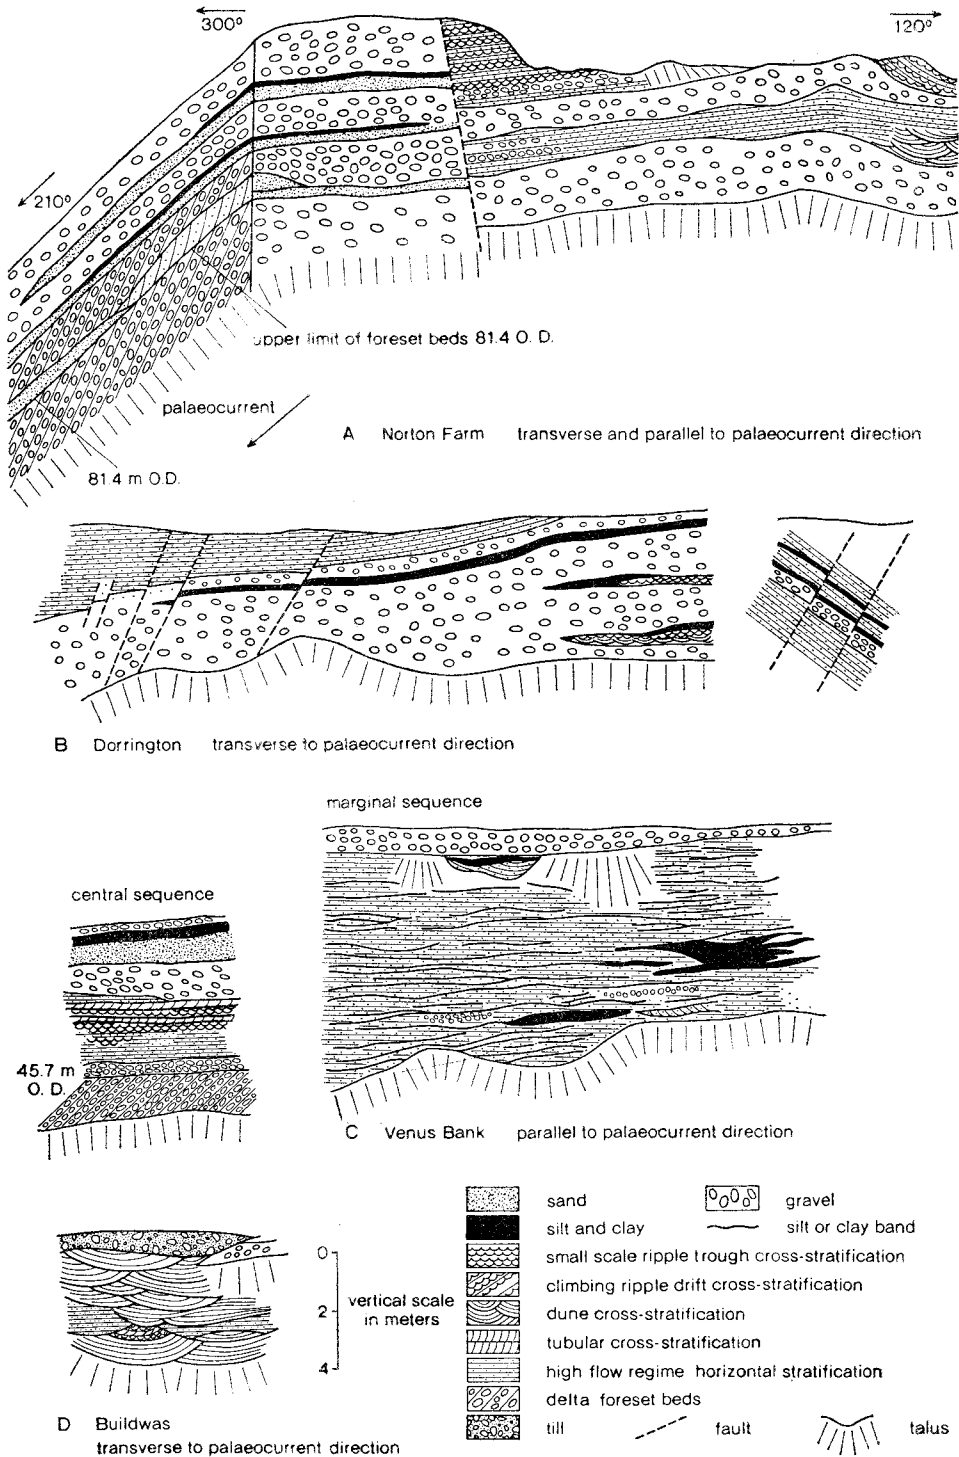 300°
120°
210°
upper limit of foreset beds 81.4 O. D.
palaeocurrent
A Norton Farm transverse and parallel to palaeocurrent direction
81.4 m O.D.
B Dorrington transverse to palaeocurrent direction
marginal sequence
central sequence
45.7 m
O. D.
C Venus Bank parallel to palaeocurrent direction
0
2
4
vertical scale
in meters
D Buildwas
transverse to palaeocurrent direction
sand
gravel
silt and clay
silt or clay band
small scale ripple trough cross-stratification
climbing ripple drift cross-stratification
dune cross-stratification
tubular cross-stratification
high flow regime horizontal stratification
delta foreset beds
till
fault
talus